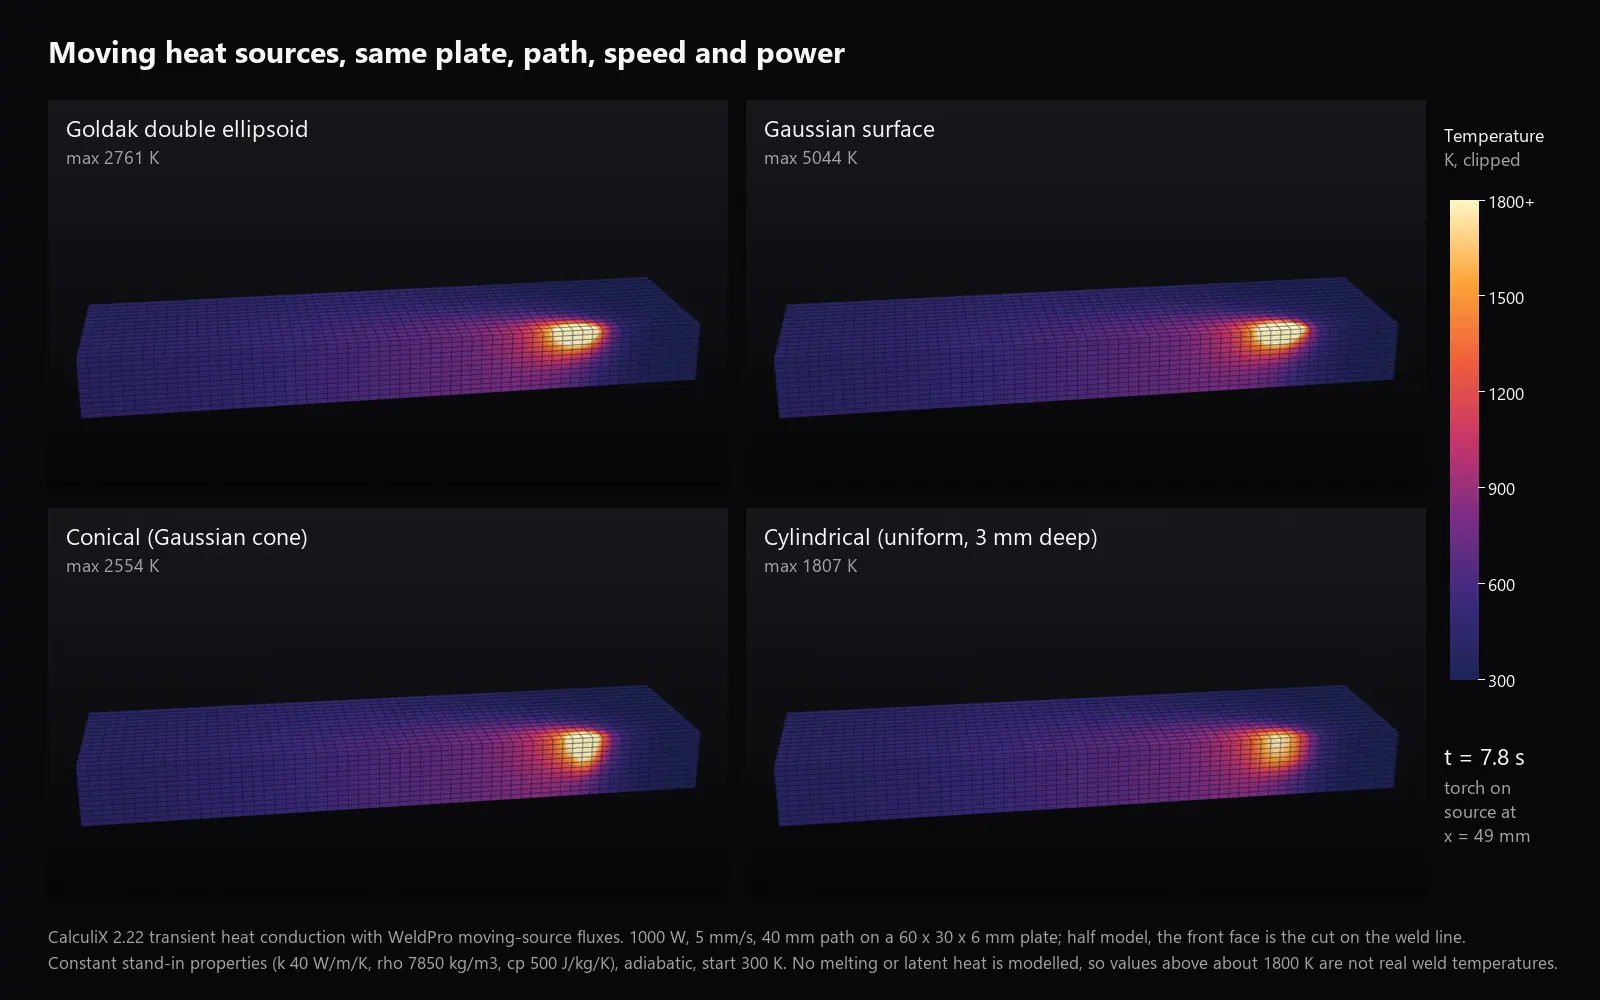 Moving heat sources, same plate, path, speed and power
Goldak double ellipsoid
max 2761 K
Gaussian surface
max 5044 K
Temperature
K, clipped
1800+
1500
1200
900
600
300
Conical (Gaussian cone)
max 2554 K
Cylindrical (uniform, 3 mm deep)
max 1807 K
t = 7.8 s
torch on
source at
x = 49 mm
CalculiX 2.22 transient heat conduction with WeldPro moving-source fluxes. 1000 W, 5 mm/s, 40 mm path on a 60 x 30 x 6 mm plate; half model, the front face is the cut on the weld line.
Constant stand-in properties (k 40 W/m/K, rho 7850 kg/m3, cp 500 J/kg/K), adiabatic, start 300 K. No melting or latent heat is modelled, so values above about 1800 K are not real weld temperatures.